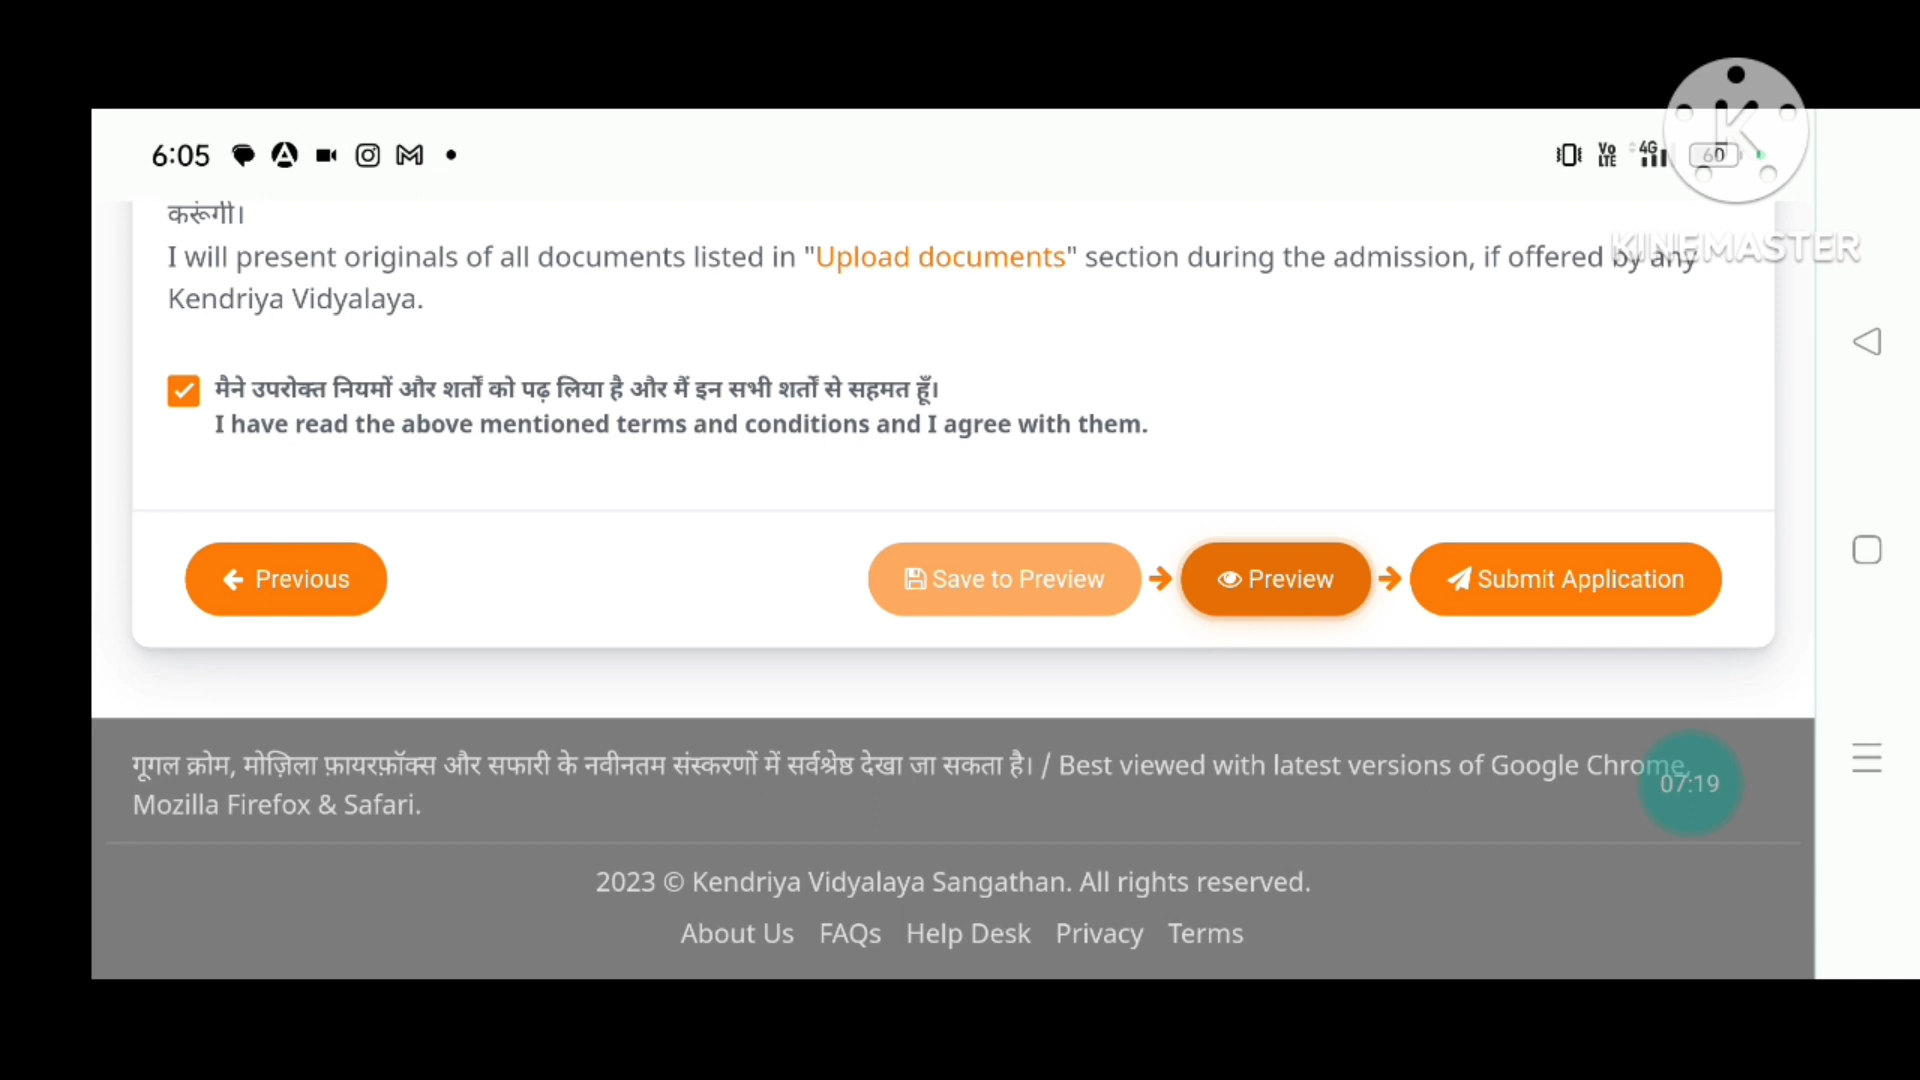 6:05
Vo LTE 4G 60
K
KINEMASTER
करूंगी।
I will present originals of all documents listed in "Upload documents" section during the admission, if offered by any
Kendriya Vidyalaya.
मैने उपरोक्त नियमों और शर्तों को पढ़ लिया है और मैं इन सभी शर्तों से सहमत हूँ।
I have read the above mentioned terms and conditions and I agree with them.
Previous
Save to Preview
Preview
Submit Application
गूगल क्रोम, मोज़िला फ़ायरफ़ॉक्स और सफारी के नवीनतम संस्करणों में सर्वश्रेष्ठ देखा जा सकता है। / Best viewed with latest versions of Google Chrome,
Mozilla Firefox & Safari.
07:19
2023 © Kendriya Vidyalaya Sangathan. All rights reserved.
About Us FAQs Help Desk Privacy Terms